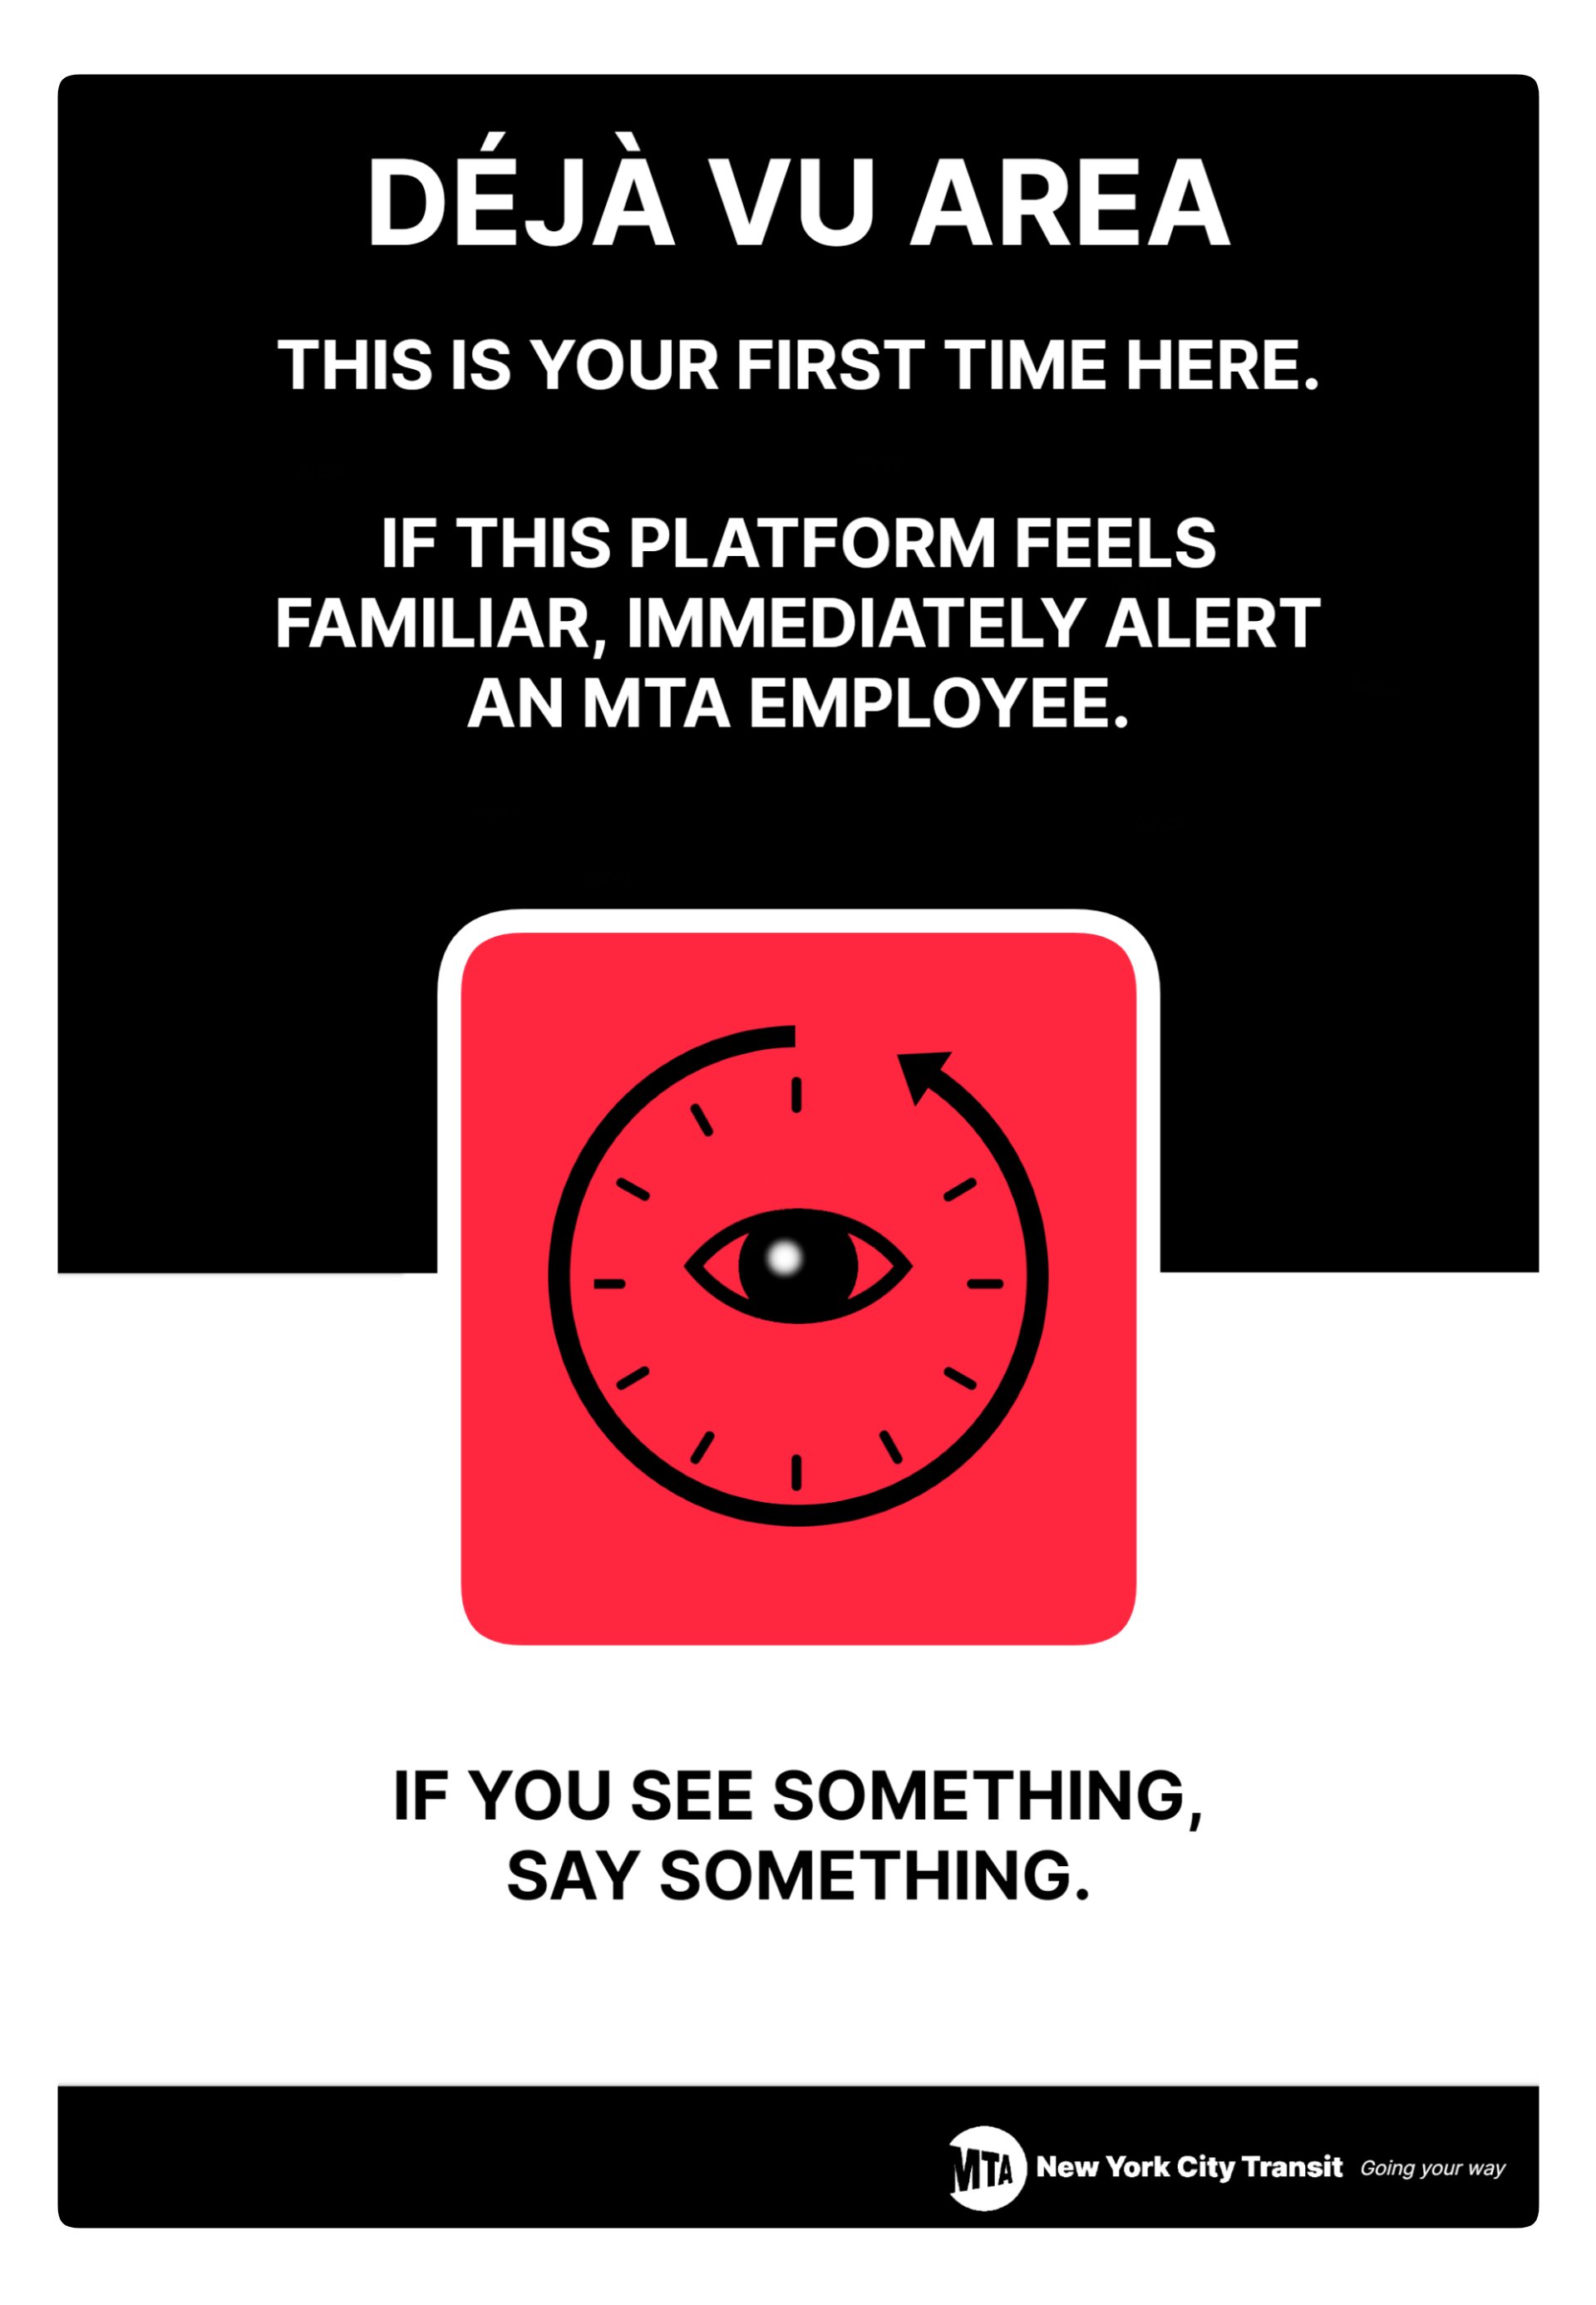 DÉJÀ VU AREA
THIS IS YOUR FIRST TIME HERE.
IF THIS PLATFORM FEELS
FAMILIAR, IMMEDIATELY ALERT
AN MTA EMPLOYEE.
IF YOU SEE SOMETHING,
SAY SOMETHING.
MTA New York City Transit Going your way